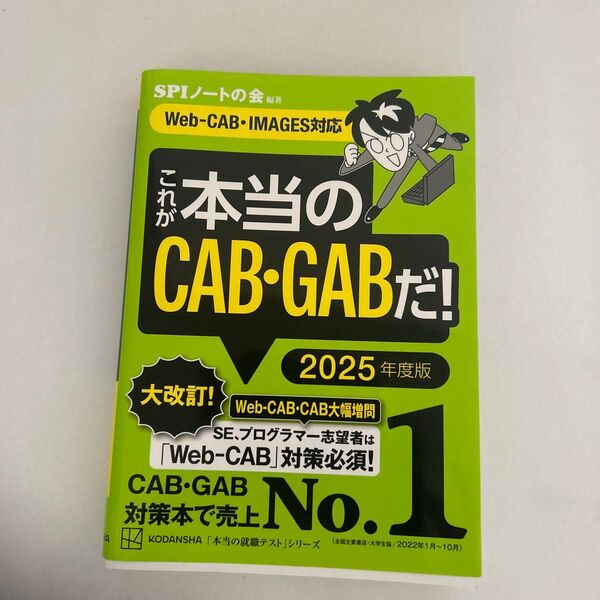 SPIノートの会 編著
Web-CAB・IMAGES対応
これが
本当の
CAB・GABだ!
2025年度版
大改訂!
Web-CAB・CAB大幅増問
SE、プログラマー志望者は
「Web-CAB」対策必須!
CAB・GAB
対策本で売上No.1
KODANSHA 「本当の就職テスト」シリーズ
(全国主要書店・大学生協/2022年1月〜10月)